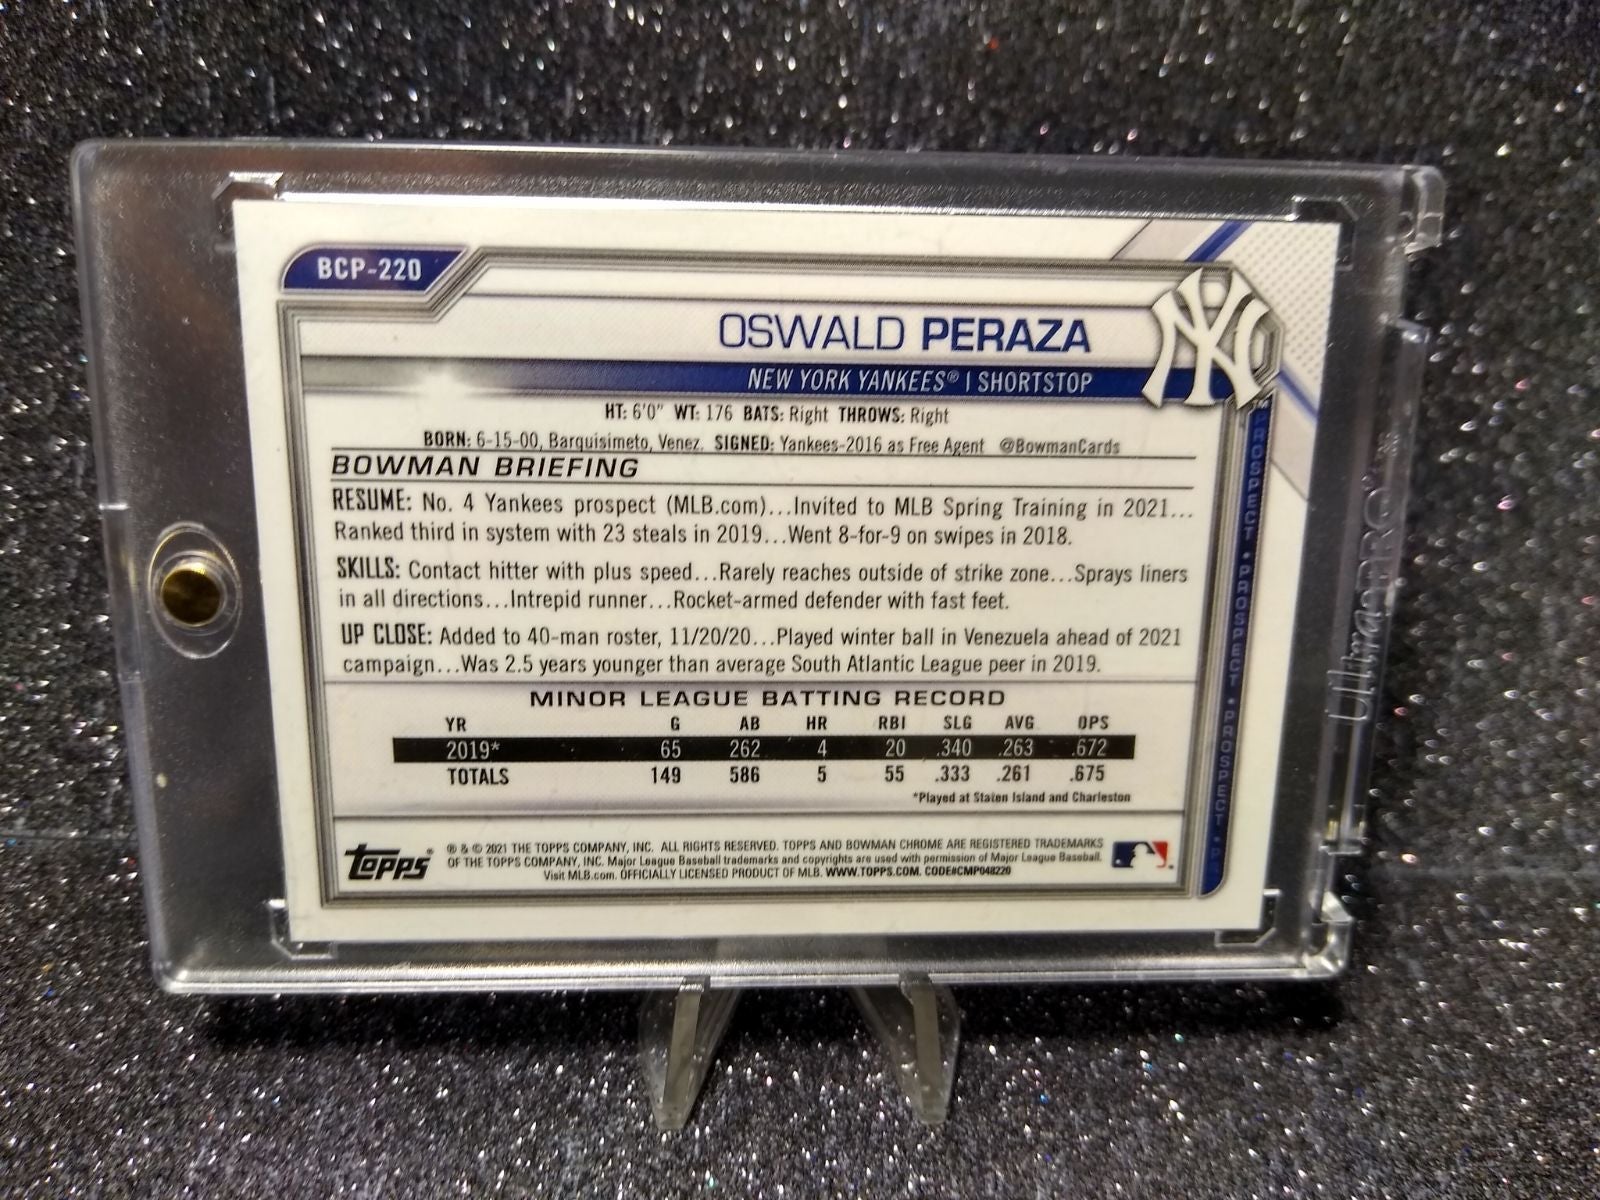 BCP-220
OSWALD PERAZA
NEW YORK YANKEES® | SHORTSTOP
HT: 6'0" WT: 176 BATS: Right THROWS: Right
BORN: 6-15-00, Barquisimeto, Venez. SIGNED: Yankees-2016 as Free Agent @BowmanCards
BOWMAN BRIEFING
RESUME: No. 4 Yankees prospect (MLB.com)...Invited to MLB Spring Training in 2021...
Ranked third in system with 23 steals in 2019...Went 8-for-9 on swipes in 2018.
SKILLS: Contact hitter with plus speed...Rarely reaches outside of strike zone...Sprays liners
in all directions...Intrepid runner...Rocket-armed defender with fast feet.
UP CLOSE: Added to 40-man roster, 11/20/20...Played winter ball in Venezuela ahead of 2021
campaign...Was 2.5 years younger than average South Atlantic League peer in 2019.
MINOR LEAGUE BATTING RECORD
YR G AB HR RBI SLG AVG OPS
2019* 65 262 4 20 .340 .263 .672
TOTALS 149 586 5 55 .333 .261 .675
*Played at Staten Island and Charleston
topps®
® & © 2021 THE TOPPS COMPANY, INC. ALL RIGHTS RESERVED. TOPPS AND BOWMAN CHROME ARE REGISTERED TRADEMARKS
OF THE TOPPS COMPANY, INC. Major League Baseball trademarks and copyrights are used with permission of Major League Baseball.
Visit MLB.com. OFFICIALLY LICENSED PRODUCT OF MLB. WWW.TOPPS.COM. CODE#CMP048220
NY
TM
PROSPECT • PROSPECT • PROSPECT • PR
Ultra PRO